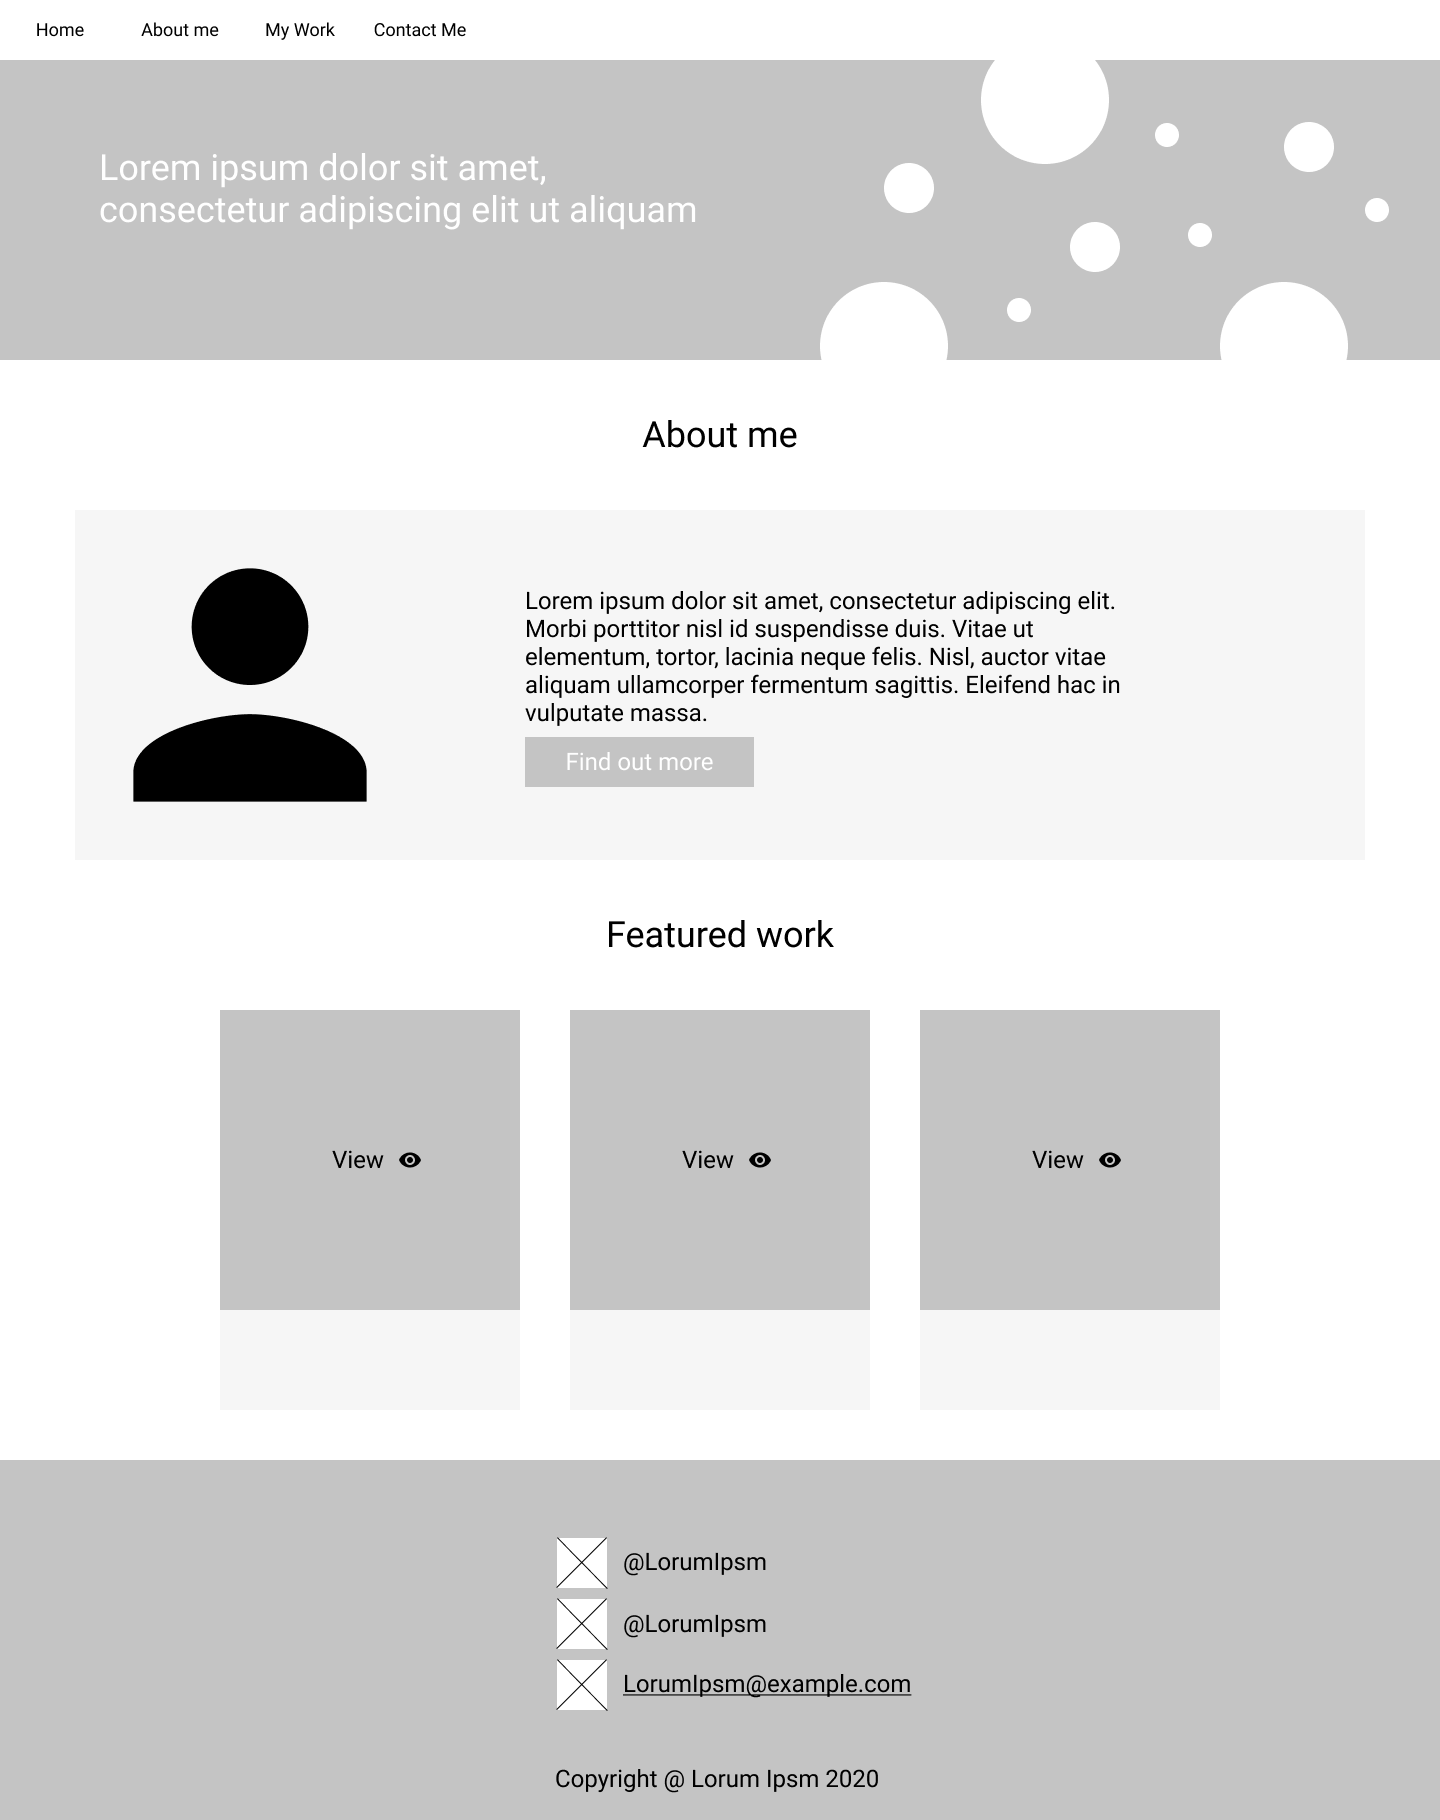 Home About me My Work Contact Me
Lorem ipsum dolor sit amet,
consectetur adipiscing elit ut aliquam
About me
Lorem ipsum dolor sit amet, consectetur adipiscing elit.
Morbi porttitor nisl id suspendisse duis. Vitae ut
elementum, tortor, lacinia neque felis. Nisl, auctor vitae
aliquam ullamcorper fermentum sagittis. Eleifend hac in
vulputate massa.
Find out more
Featured work
View View View
@LorumIpsm
@LorumIpsm
LorumIpsm@example.com
Copyright @ Lorum Ipsm 2020